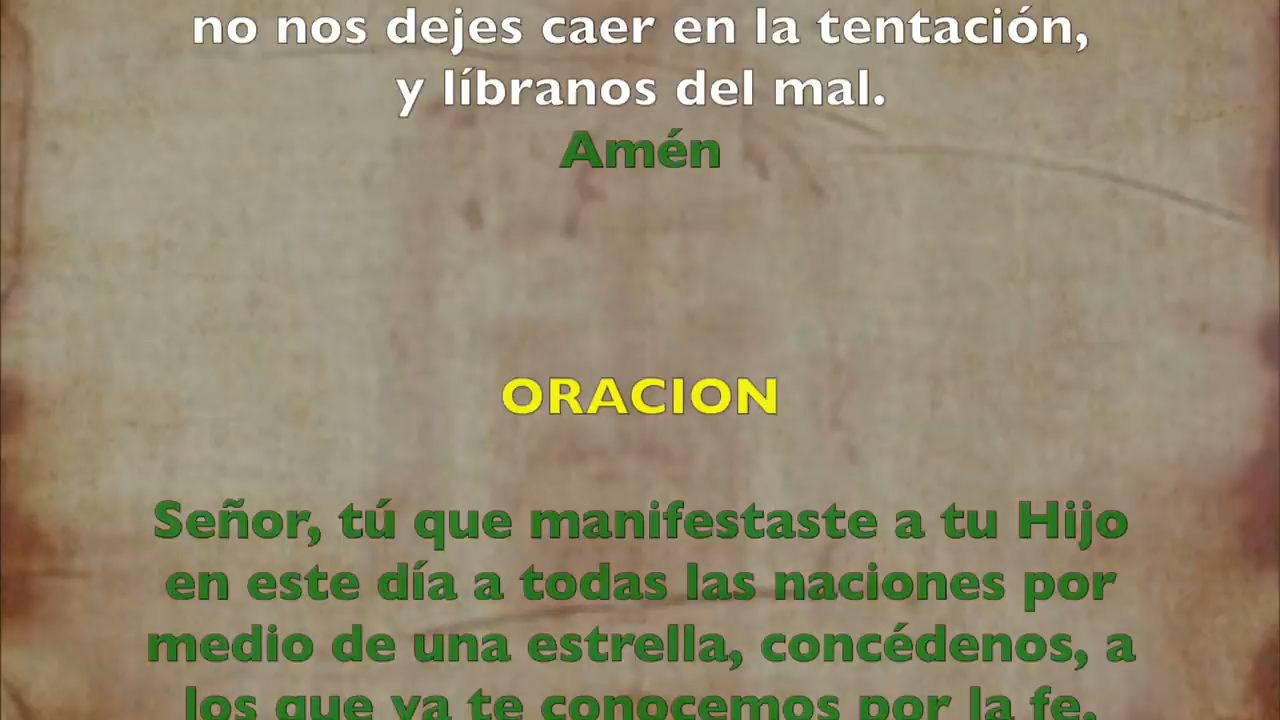 no nos dejes caer en la tentación,
y líbranos del mal.
Amén
ORACION
Señor, tú que manifestaste a tu Hijo
en este día a todas las naciones por
medio de una estrella, concédenos, a
los que ya te conocemos por la fe,